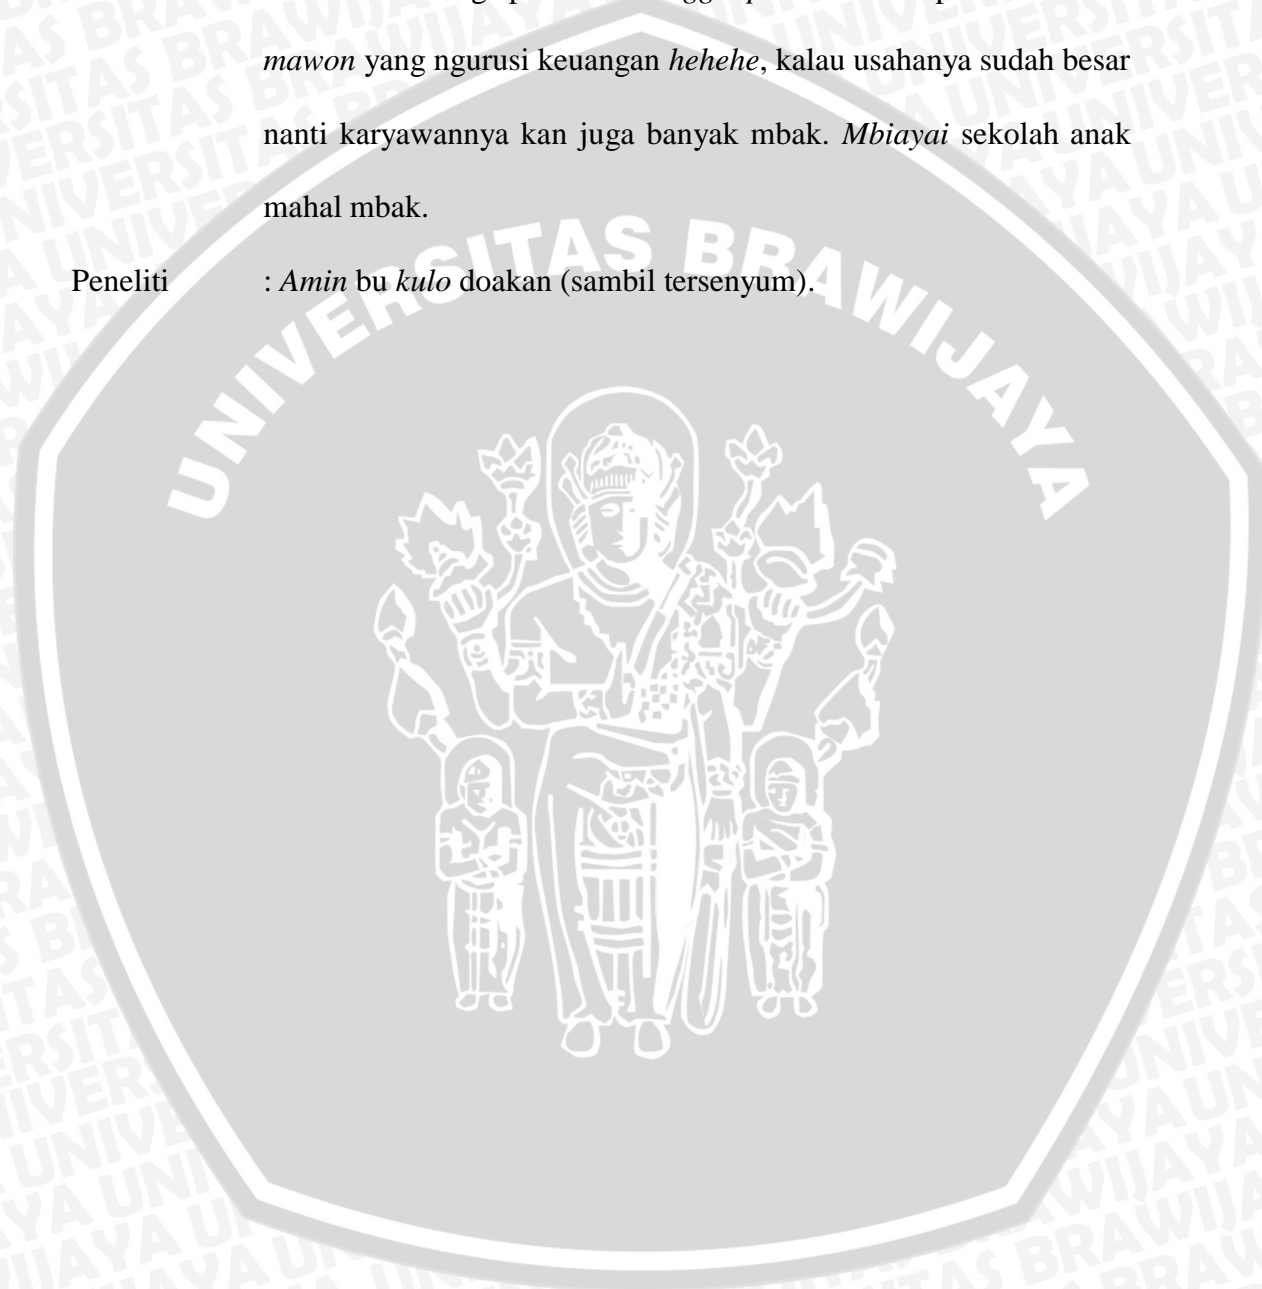 mawon yang ngurusi keuangan hehehe, kalau usahanya sudah besar
nanti karyawannya kan juga banyak mbak. Mbiayai sekolah anak
mahal mbak.
Peneliti : Amin bu kulo doakan (sambil tersenyum).
UNIVERSITAS BRAWIJAYA